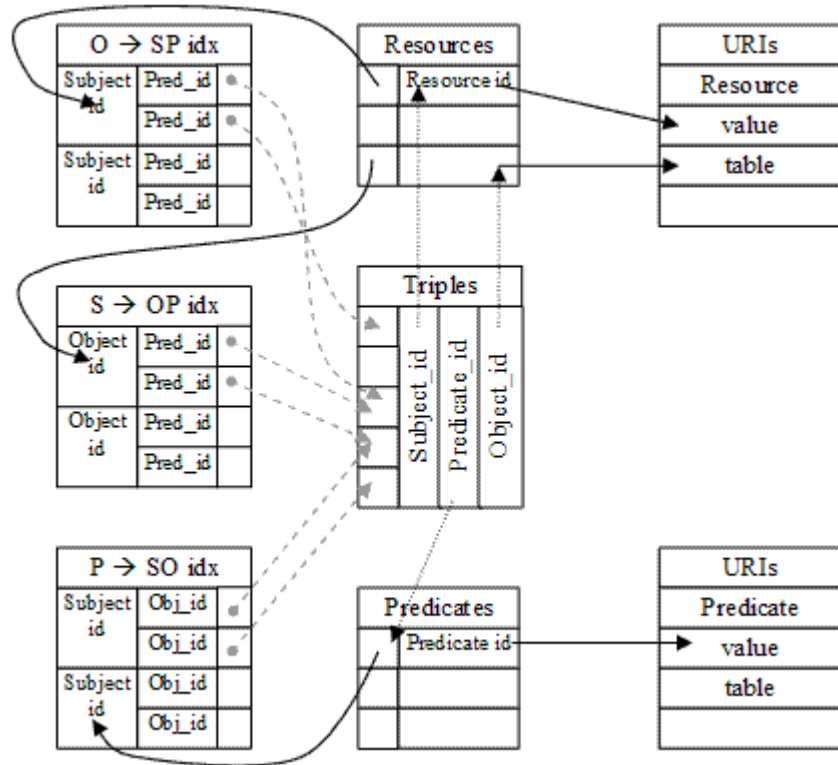 O → SP idx
Subject
id
Pred_id
Pred_id
Subject
id
Pred_id
Pred_id
Resources
Resource id
URIs
Resource
value
table
S → OP idx
Object
id
Pred_id
Pred_id
Object
id
Pred_id
Pred_id
Triples
Subject_id
Predicate_id
Object_id
P → SO idx
Subject
id
Obj_id
Obj_id
Subject
id
Obj_id
Obj_id
Predicates
Predicate id
URIs
Predicate
value
table